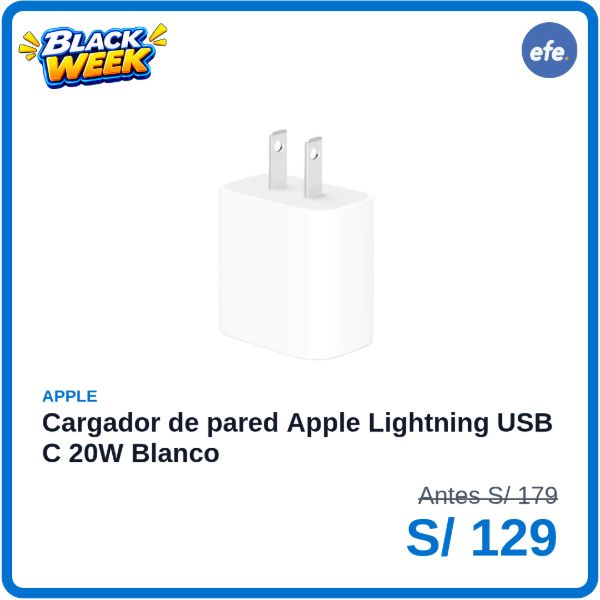 BLACK
WEEK
efe.
APPLE
Cargador de pared Apple Lightning USB
C 20W Blanco
Antes S/ 179
S/ 129